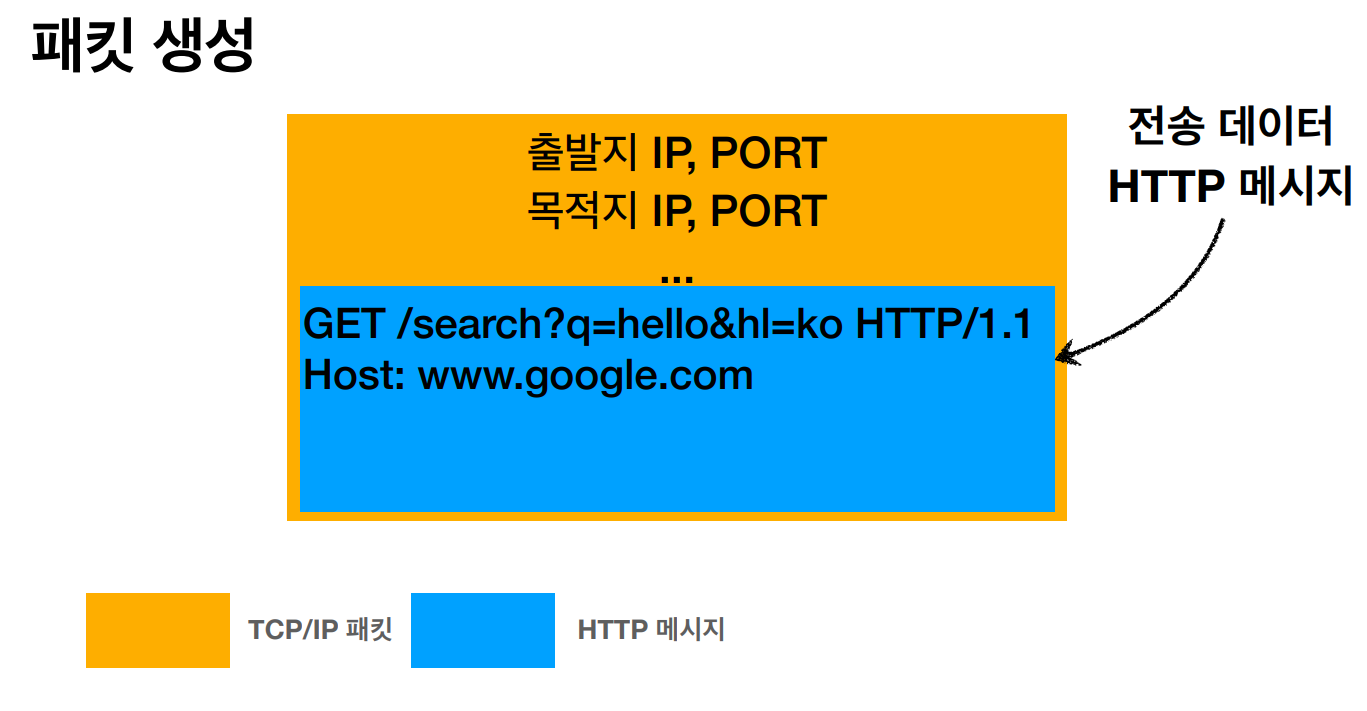 패킷 생성
출발지 IP, PORT
목적지 IP, PORT
...
전송 데이터
HTTP 메시지
GET /search?q=hello&hl=ko HTTP/1.1
Host: www.google.com
TCP/IP 패킷
HTTP 메시지